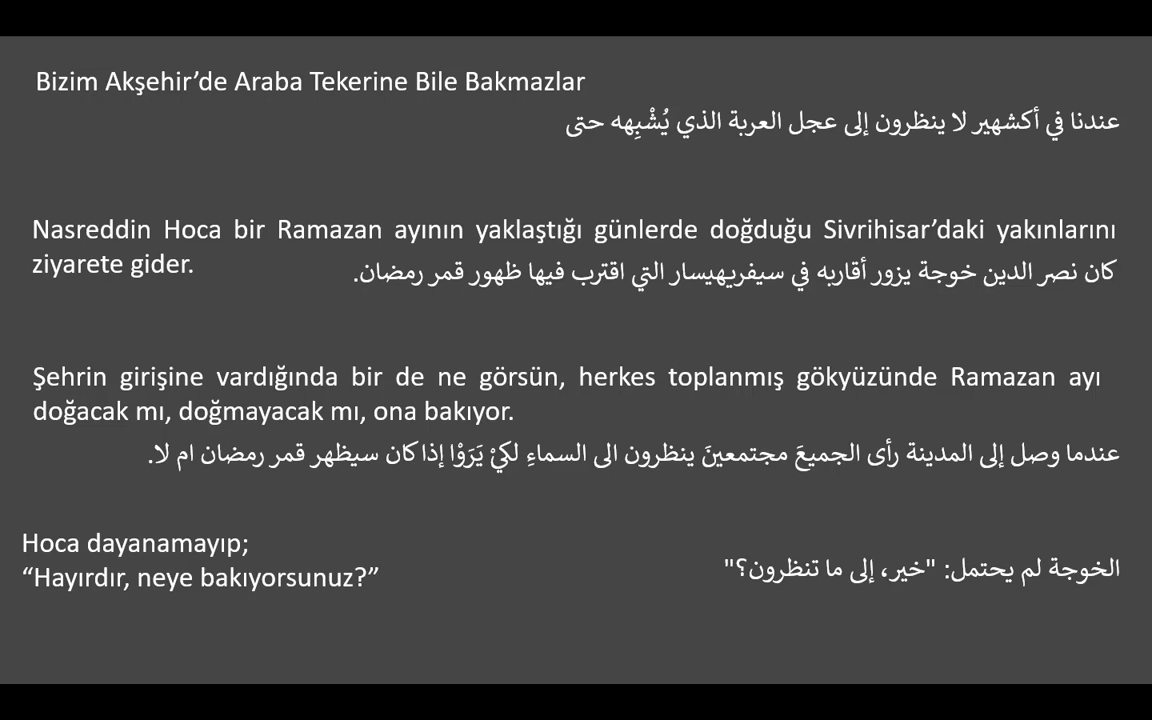 Bizim Akşehir’de Araba Tekerine Bile Bakmazlar
عندنا في أكشهير لا ينظرون إلى عجل العربة الذي يُشْبِهه حتى
Nasreddin Hoca bir Ramazan ayının yaklaştığı günlerde doğduğu Sivrihisar’daki yakınlarını
ziyarete gider.
كان نصر الدين خوجة يزور أقاربه في سيفريهيسار التي اقترب فيها ظهور قمر رمضان.
Şehrin girişine vardığında bir de ne görsün, herkes toplanmış gökyüzünde Ramazan ayı
doğacak mı, doğmayacak mı, ona bakıyor.
عندما وصل إلى المدينة رأى الجميعَ مجتمعينَ ينظرون الى السماءِ لكيْ يَرَوْا إذا كان سيظهر قمر رمضان ام لا.
Hoca dayanamayıp;
“Hayırdır, neye bakıyorsunuz?”
الخوجة لم يحتمل: "خير، إلى ما تنظرون؟"